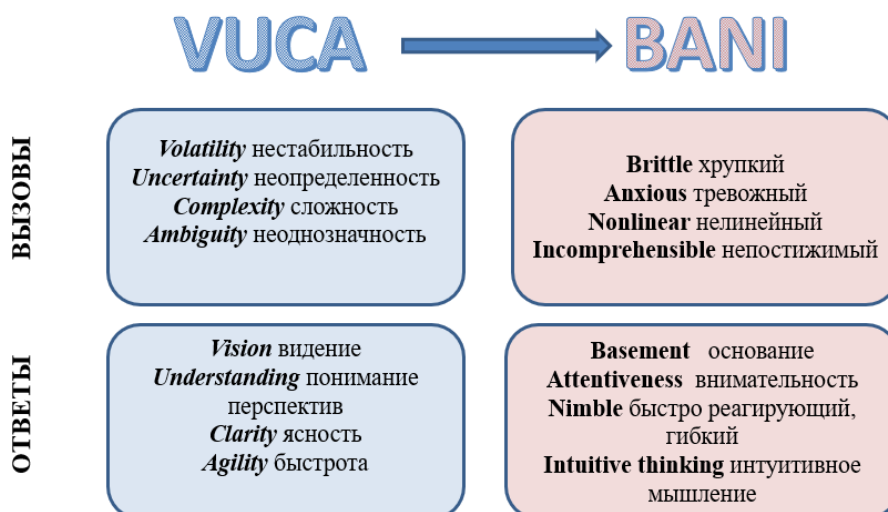 VUCA
BANI
ВЫЗОВЫ
Volatility нестабильность
Uncertainty неопределенность
Complexity сложность
Ambiguity неоднозначность
Brittle хрупкий
Anxious тревожный
Nonlinear нелинейный
Incomprehensible непостижимый
ОТВЕТЫ
Vision видение
Understanding понимание
перспектив
Clarity ясность
Agility быстрота
Basement основание
Attentiveness внимательность
Nimble быстро реагирующий,
гибкий
Intuitive thinking интуитивное
мышление